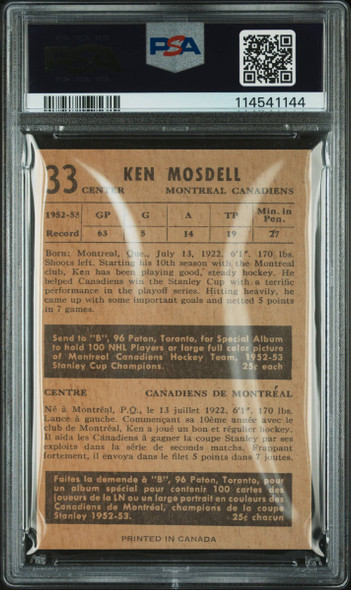 PSA
114541144
33 KEN MOSDELL
CENTER MONTREAL CANADIENS
1952-53 GP G A TP Min. in Pen.
Record 63 5 14 19 27
Born: Montreal, Que., July 13, 1922. 6'1". 170 lbs.
Shoots left. Starting his 10th season with the Montreal
club, Ken has been playing good, steady hockey. He
helped Canadiens win the Stanley Cup with a terrific
performance in the playoff series. Hitting heavily, he
came up with some important goals and netted 5 points
in 7 games.
Send to "B", 96 Paton, Toronto, for Special Album
to hold 100 NHL Players or large full color picture
of Montreal Canadiens Hockey Team, 1952-53
Stanley Cup Champions. 25¢ each
CENTRE CANADIENS DE MONTRÉAL
Né à Montréal, P.Q., le 13 juillet 1922, 6'1". 170 lbs.
Lance à gauche. Commençant sa 10ème année avec le
club de Montréal, Ken a joué un bon et régulier hockey.
Il aida les Canadiens à gagner la coupe Stanley par ses
exploits dans la série de seconds matchs. Frappant
fortement, il envoya dans le filet 5 points dans 7 joutes.
Faites la demande à "B", 96 Paton, Toronto, pour
un album spécial pour contenir 100 cartes des
joueurs de la LN ou un large portrait en couleurs des
Canadiens de Montréal, champions de la coupe
Stanley 1952-53. 25¢ chacun
PRINTED IN CANADA